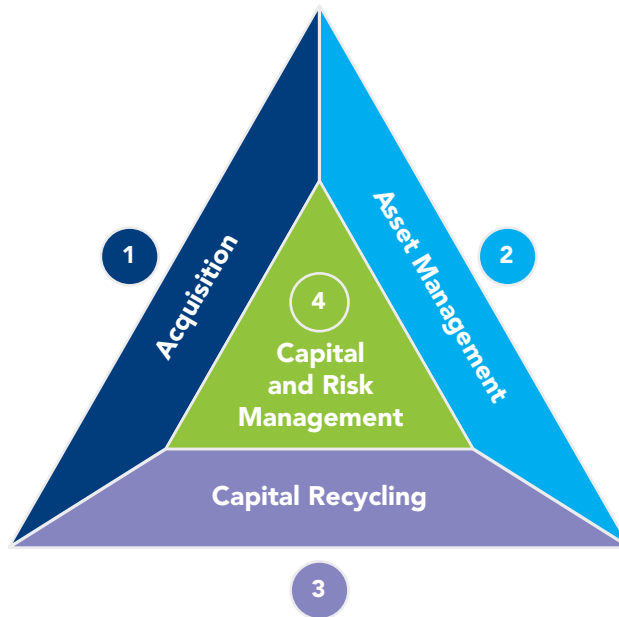 1
Acquisition
2
Asset Management
4
Capital
and Risk
Management
Capital Recycling
3